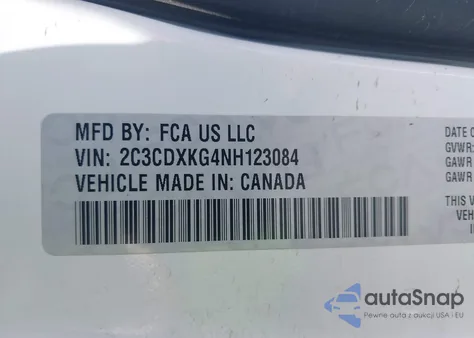 MFD BY: FCA US LLC
VIN: 2C3CDXKG4NH123084
VEHICLE MADE IN: CANADA
DATE O
GVWR:
GAWR
GAWR
THIS V
VEH
autoSnap
Pewne auta z aukcji USA i EU